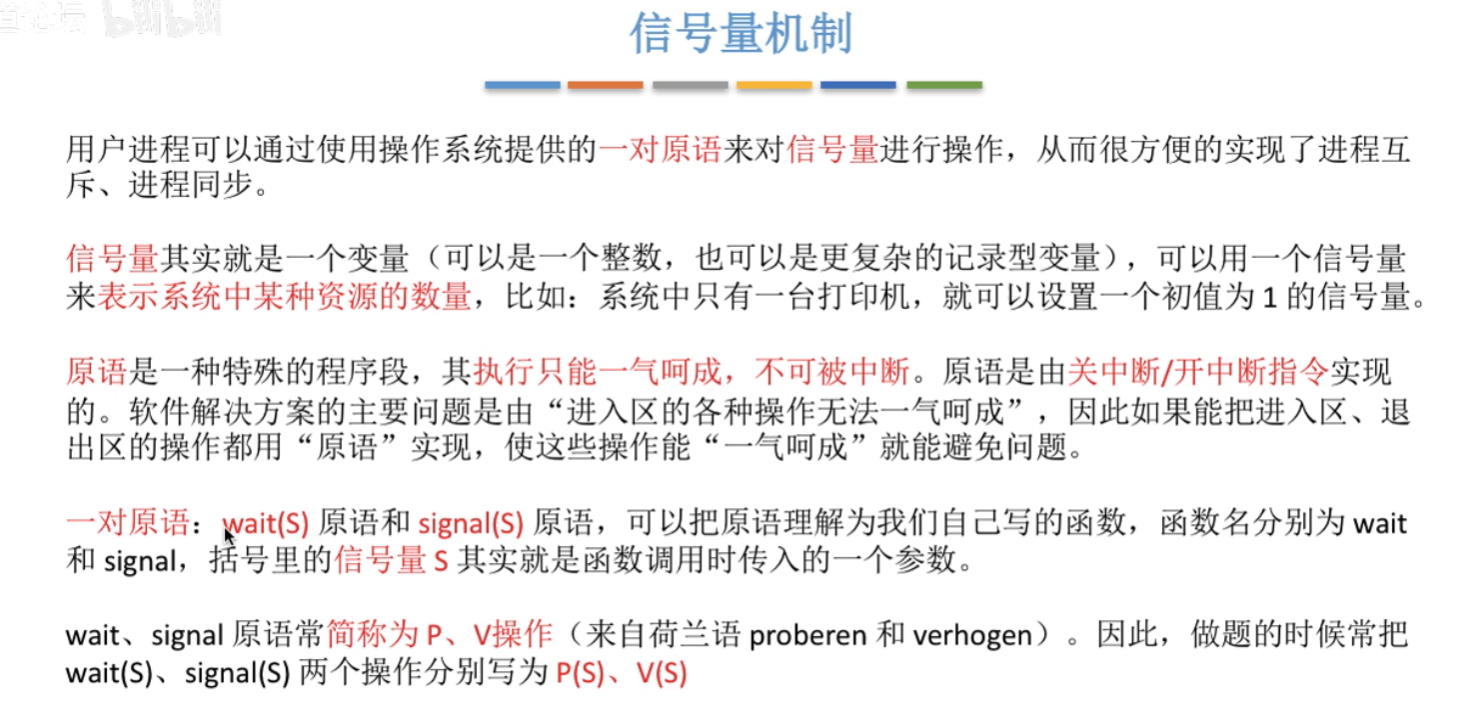 道论坛 bilibili
信号量机制
用户进程可以通过使用操作系统提供的一对原语来对信号量进行操作，从而很方便的实现了进程互
斥、进程同步。
信号量其实就是一个变量（可以是一个整数，也可以是更复杂的记录型变量），可以用一个信号量
来表示系统中某种资源的数量，比如：系统中只有一台打印机，就可以设置一个初值为 1 的信号量。
原语是一种特殊的程序段，其执行只能一气呵成，不可被中断。原语是由关中断/开中断指令实现
的。软件解决方案的主要问题是由“进入区的各种操作无法一气呵成”，因此如果能把进入区、退
出区的操作都用“原语”实现，使这些操作能“一气呵成”就能避免问题。
一对原语：wait(S) 原语和 signal(S) 原语，可以把原语理解为我们自己写的函数，函数名分别为 wait
和 signal，括号里的信号量 S 其实就是函数调用时传入的一个参数。
wait、signal 原语常简称为 P、V操作（来自荷兰语 proberen 和 verhogen）。因此，做题的时候常把
wait(S)、signal(S) 两个操作分别写为 P(S)、V(S)